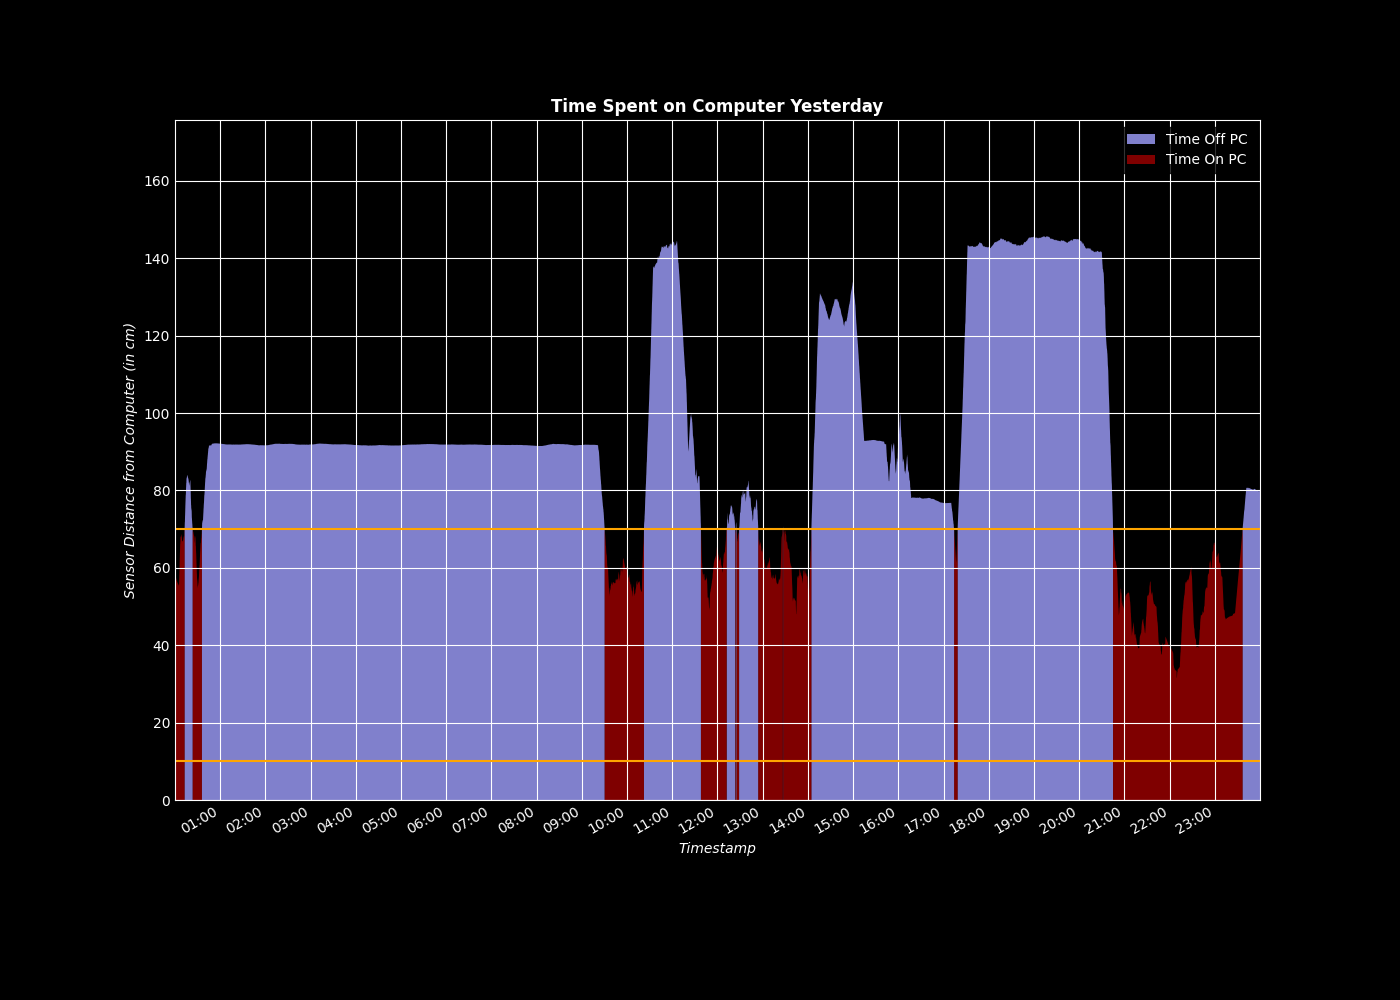 Time Spent on Computer Yesterday
Time Off PC
Time On PC
Sensor Distance from Computer (in cm)
160
140
120
100
80
60
40
20
0
01:00 02:00 03:00 04:00 05:00 06:00 07:00 08:00 09:00 10:00 11:00 12:00 13:00 14:00 15:00 16:00 17:00 18:00 19:00 20:00 21:00 22:00 23:00
Timestamp